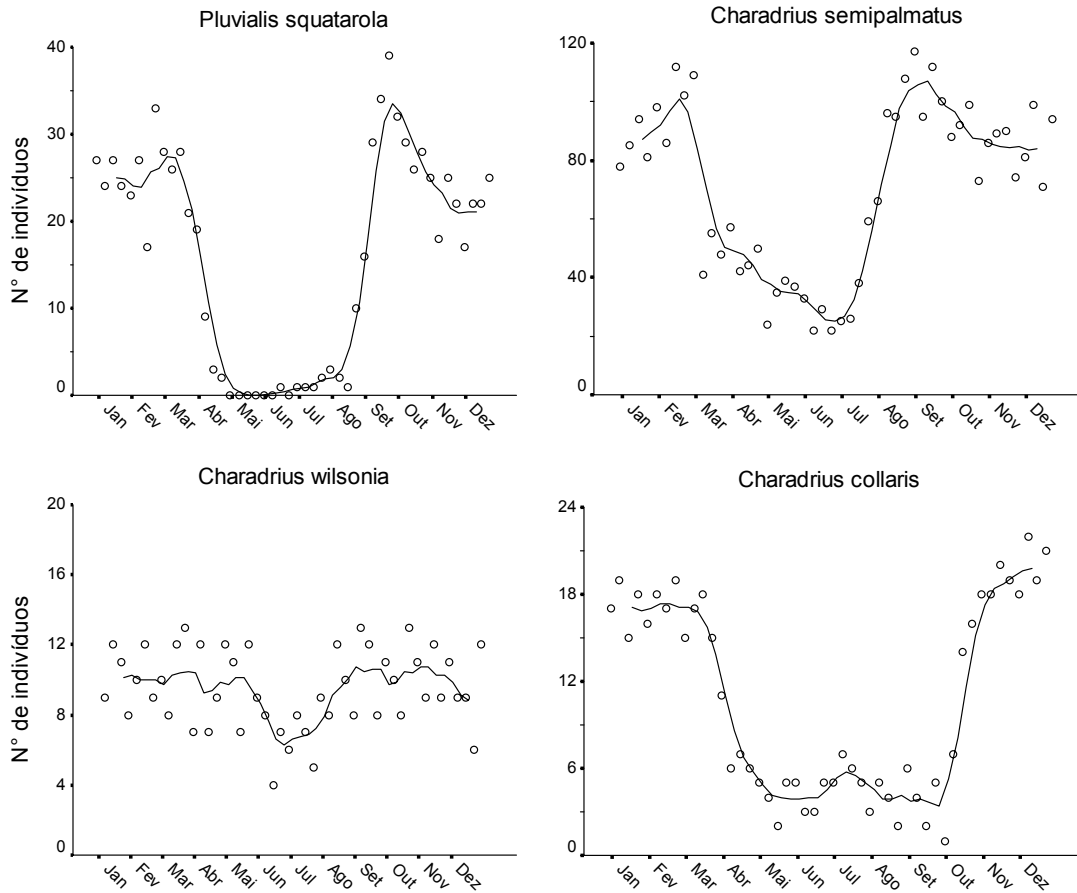 Pluvialis squatarola
N° de indivíduos
40
30
20
10
0
Jan Fev Mar Abr Mai Jun Jul Ago Set Out Nov Dez
Charadrius semipalmatus
120
80
40
0
Jan Fev Mar Abr Mai Jun Jul Ago Set Out Nov Dez
Charadrius wilsonia
N° de indivíduos
20
16
12
8
4
0
Jan Fev Mar Abr Mai Jun Jul Ago Set Out Nov Dez
Charadrius collaris
24
18
12
6
0
Jan Fev Mar Abr Mai Jun Jul Ago Set Out Nov Dez